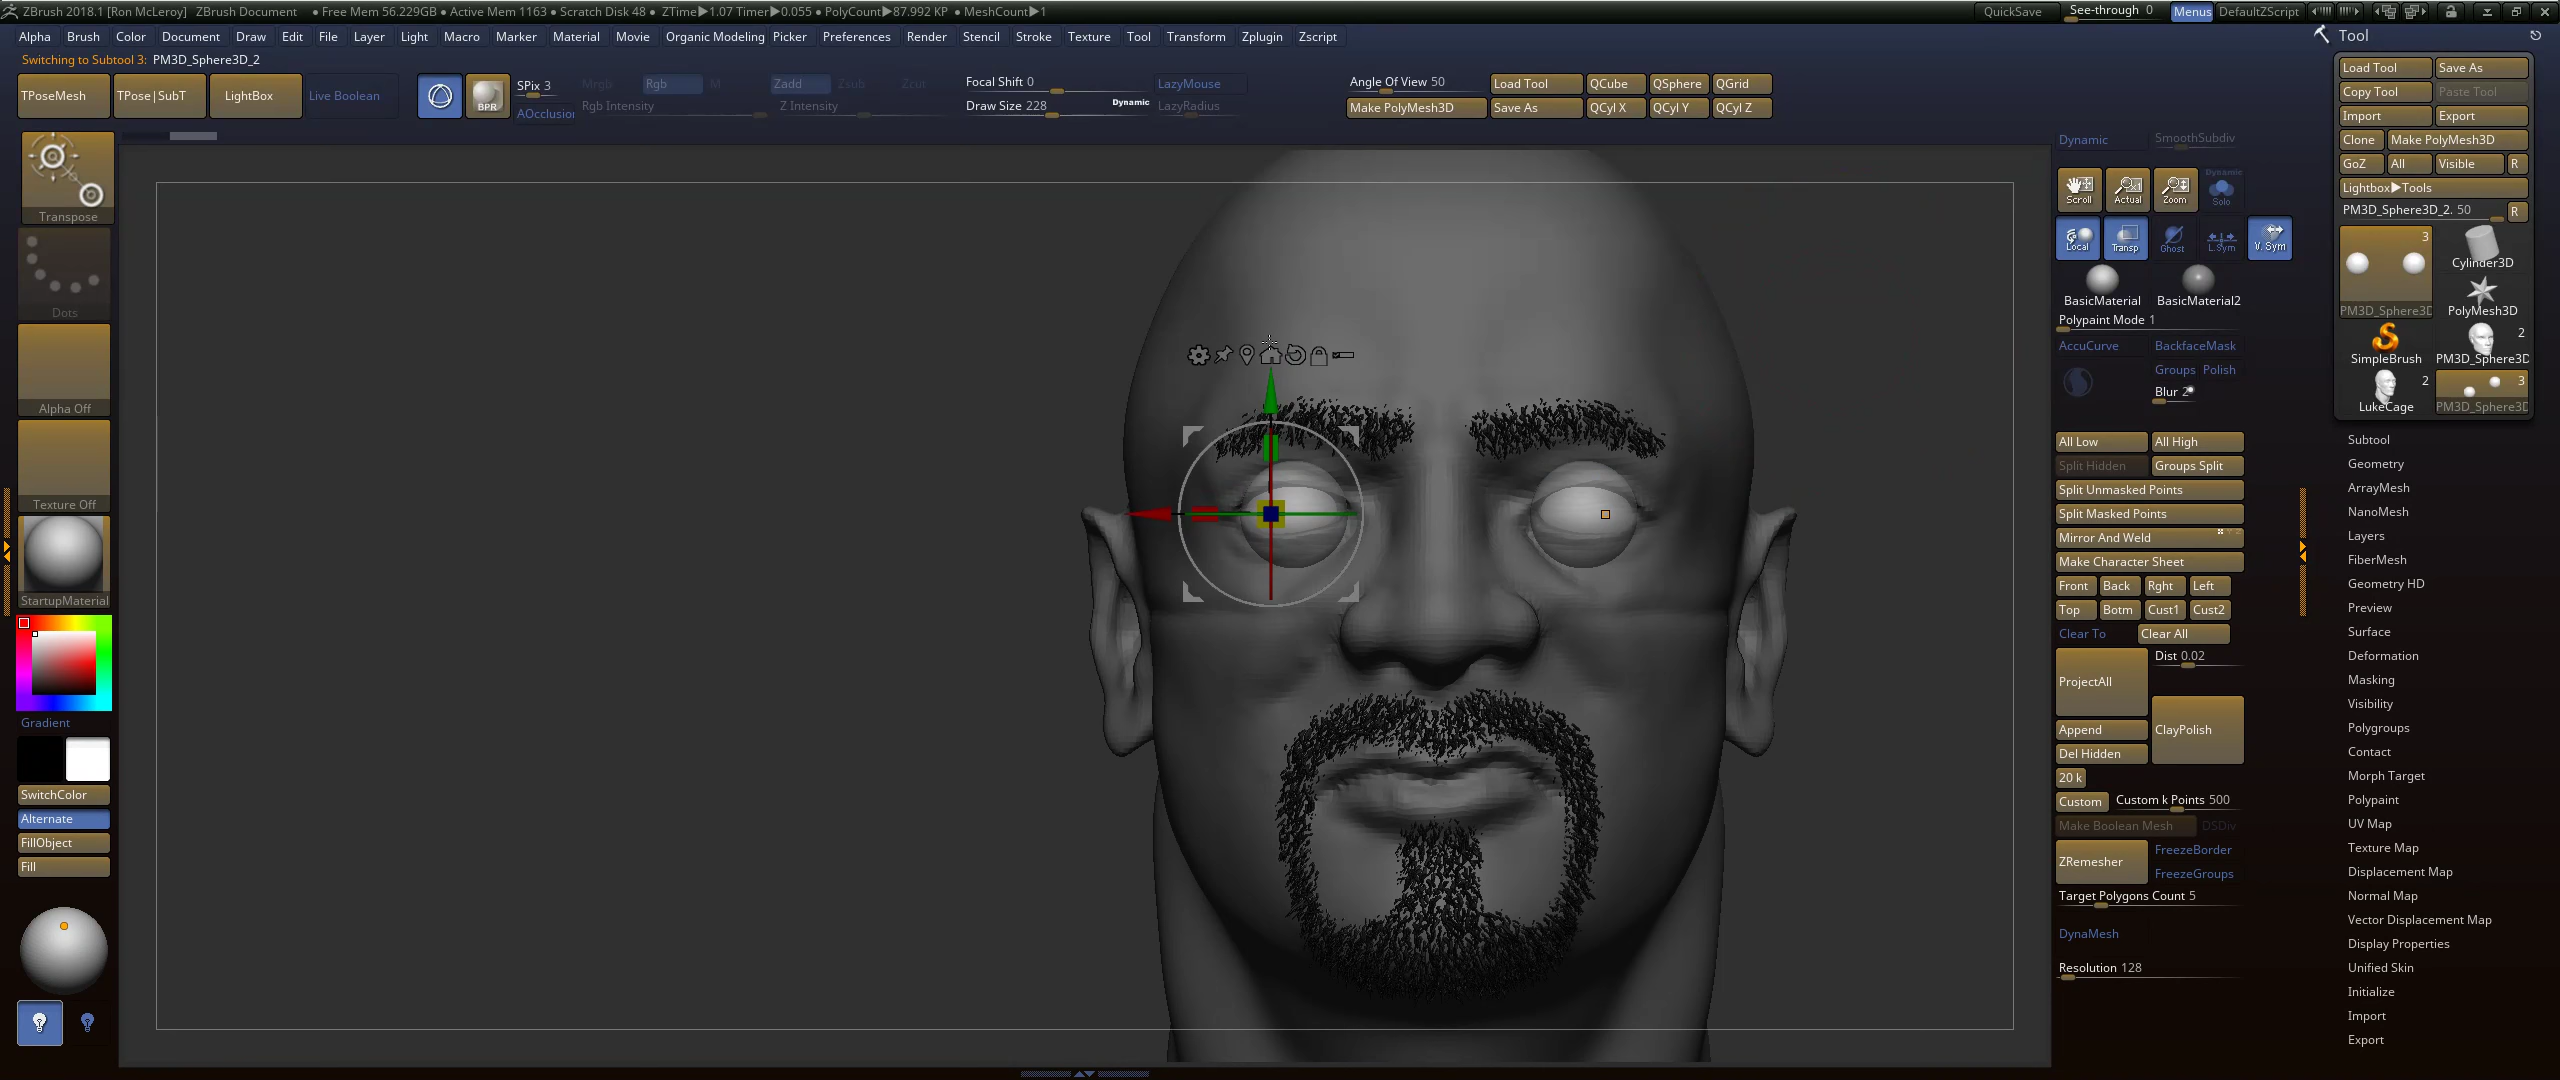 ZBrush 2018.1 [Ron McLeroy] ZBrush Document ● Free Mem 56.229GB ● Active Mem 1163 ● Scratch Disk 48 ● ZTime▶1.07 Timer▶0.055 ● PolyCount▶87.992 KP ● MeshCount▶1 QuickSave See-through 0 Menus DefaultZScript
Alpha Brush Color Document Draw Edit File Layer Light Macro Marker Material Movie Organic Modeling Picker Preferences Render Stencil Stroke Texture Tool Transform Zplugin Zscript
Tool
Switching to Subtool 3: PM3D_Sphere3D_2
TPoseMesh TPose|SubT LightBox Live Boolean
BPR
SPix 3
AOcclusion
Mrgb Rgb M Zadd Zsub Zcut
Rgb Intensity Z Intensity
Focal Shift 0
Draw Size 228 Dynamic
LazyMouse
LazyRadius
Angle Of View 50 Load Tool QCube QSphere QGrid
Make PolyMesh3D Save As QCyl X QCyl Y QCyl Z
Transpose
Dots
Alpha Off
Texture Off
StartupMaterial
Gradient
SwitchColor
Alternate
FillObject
Fill
Dynamic SmoothSubdiv
Scroll Actual Zoom Dynamic Solo
Local Transp Ghost L.Sym V. Sym
BasicMaterial BasicMaterial2
Polypaint Mode 1
AccuCurve BackfaceMask
Groups Polish
Blur 2
All Low All High
Split Hidden Groups Split
Split Unmasked Points
Split Masked Points
Mirror And Weld
Make Character Sheet
Front Back Rght Left
Top Botm Cust1 Cust2
Clear To Clear All
ProjectAll Dist 0.02
Append ClayPolish
Del Hidden
20 k
Custom Custom k Points 500
Make Boolean Mesh DSDiv
ZRemesher FreezeBorder
FreezeGroups
Target Polygons Count 5
DynaMesh
Resolution 128
Load Tool Save As
Copy Tool Paste Tool
Import Export
Clone Make PolyMesh3D
GoZ All Visible R
Lightbox▶Tools
PM3D_Sphere3D_2. 50 R
3
Cylinder3D
PM3D_Sphere3D PolyMesh3D
2
SimpleBrush PM3D_Sphere3D
2 3
LukeCage PM3D_Sphere3D
Subtool
Geometry
ArrayMesh
NanoMesh
Layers
FiberMesh
Geometry HD
Preview
Surface
Deformation
Masking
Visibility
Polygroups
Contact
Morph Target
Polypaint
UV Map
Texture Map
Displacement Map
Normal Map
Vector Displacement Map
Display Properties
Unified Skin
Initialize
Import
Export